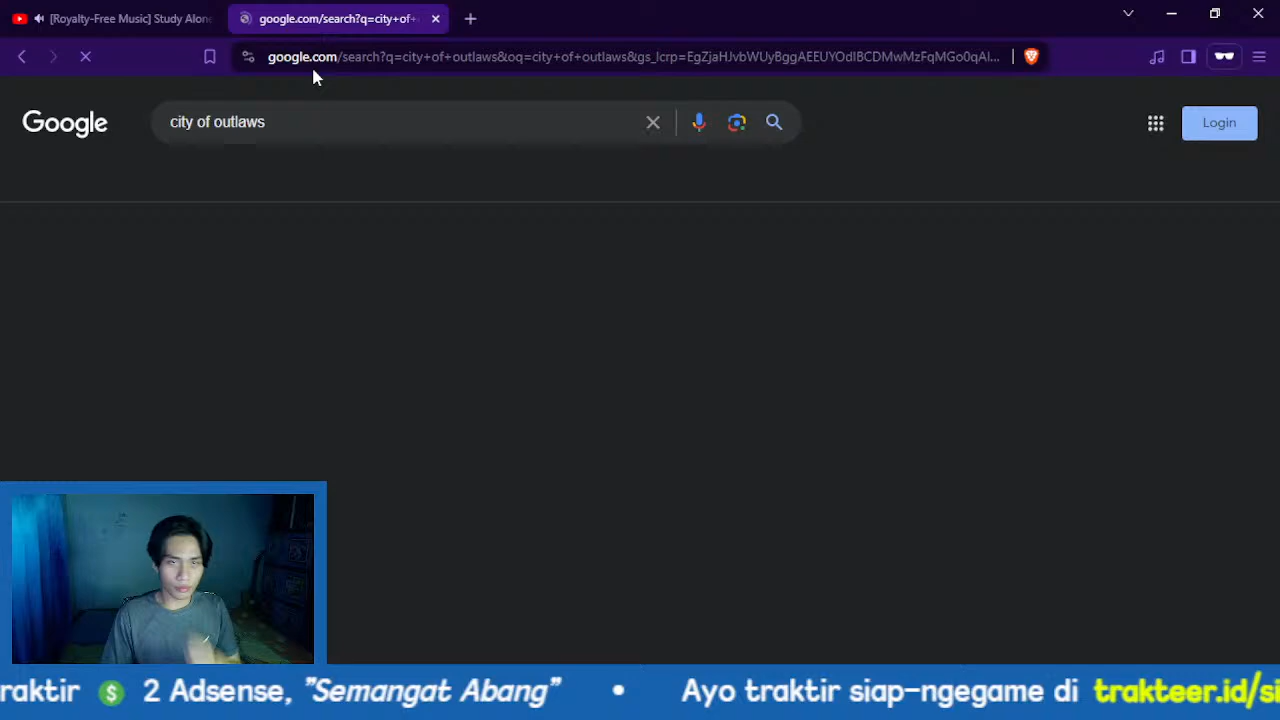 [Royalty-Free Music] Study Alone
google.com/search?q=city+of+
google.com/search?q=city+of+outlaws&oq=city+of+outlaws&gs_lcrp=EgZjaHJvbWUyBggAEEUYOdIBCDMwMzFqMGo0qAI...
Google
city of outlaws
Login
raktir 2 Adsense, "Semangat Abang" • Ayo traktir siap-ngegame di trakteer.id/si